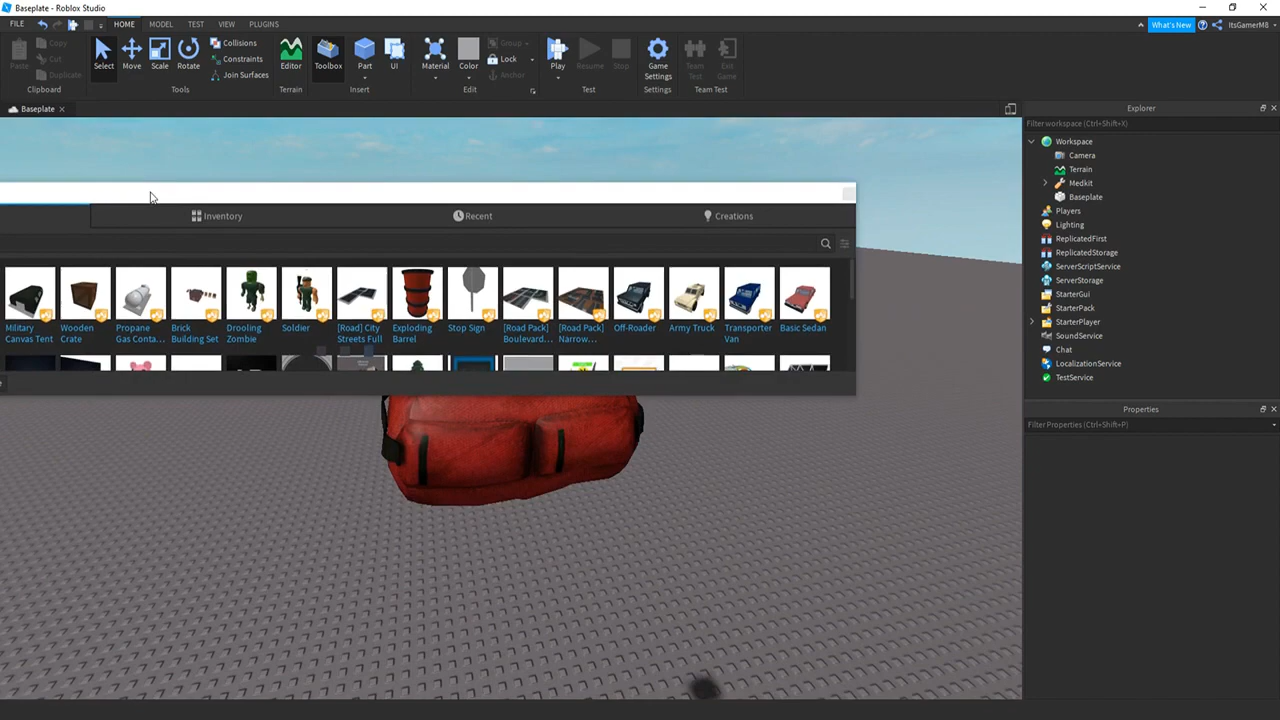 Baseplate - Roblox Studio
FILE HOME MODEL TEST VIEW PLUGINS What's New ItsGamerM8
Paste Copy Cut Duplicate Clipboard
Select Move Scale Rotate Collisions Constraints Join Surfaces Tools
Editor Terrain
Toolbox Part UI Insert
Material Color Group Lock Anchor Edit
Play Resume Stop Test
Game Settings Settings
Team Test Exit Game Team Test
Baseplate
Inventory Recent Creations
Military Canvas Tent
Wooden Crate
Propane Gas Conta...
Brick Building Set
Drooling Zombie
Soldier
[Road] City Streets Full
Exploding Barrel
Stop Sign
[Road Pack] Boulevard...
[Road Pack] Narrow...
Off-Roader
Army Truck
Transporter Van
Basic Sedan
Explorer
Filter workspace (Ctrl+Shift+X)
Workspace
Camera
Terrain
Medkit
Baseplate
Players
Lighting
ReplicatedFirst
ReplicatedStorage
ServerScriptService
ServerStorage
StarterGui
StarterPack
StarterPlayer
SoundService
Chat
LocalizationService
TestService
Properties
Filter Properties (Ctrl+Shift+P)